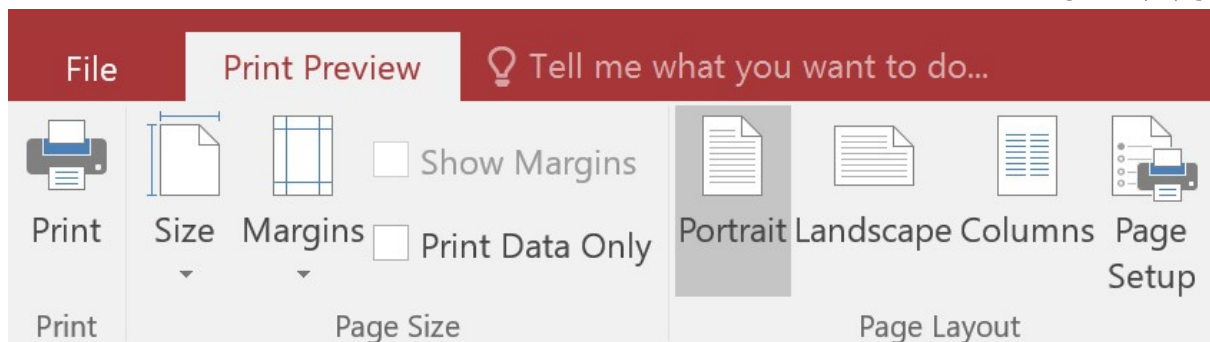 File
Print Preview
Tell me what you want to do...
Print
Size
Margins
Show Margins
Print Data Only
Portrait
Landscape
Columns
Page
Setup
Print
Page Size
Page Layout